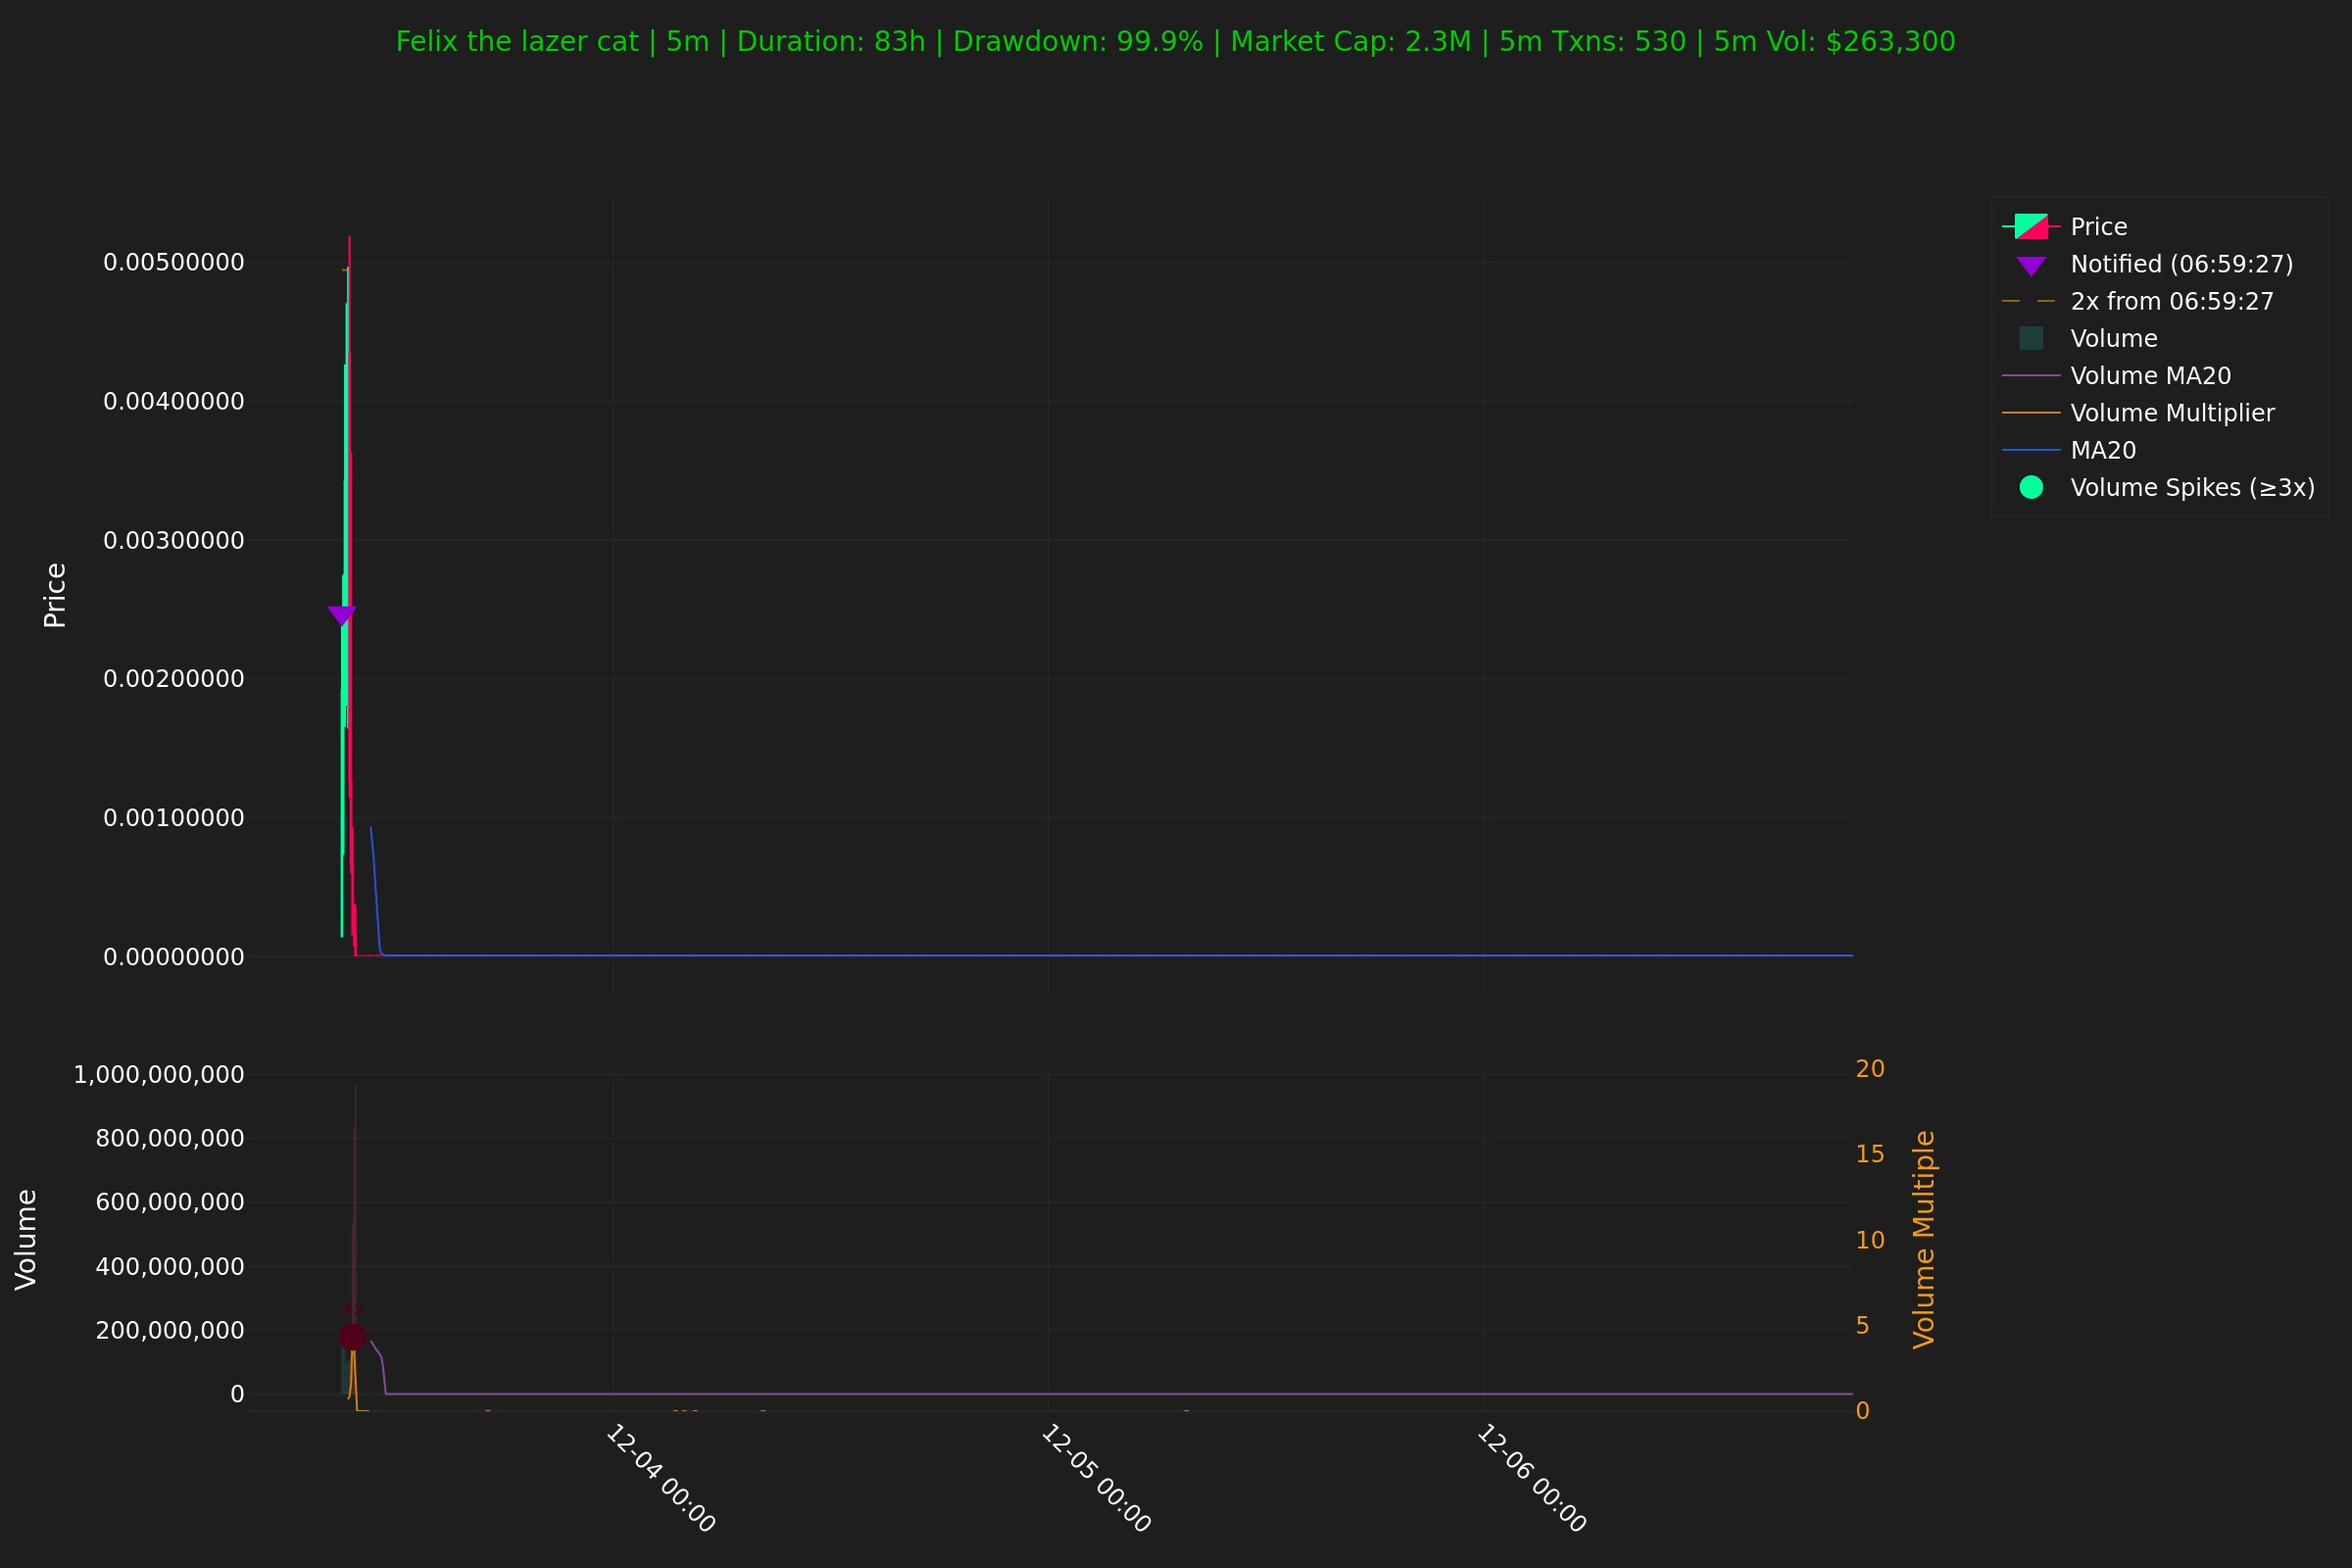 Felix the lazer cat | 5m | Duration: 83h | Drawdown: 99.9% | Market Cap: 2.3M | 5m Txns: 530 | 5m Vol: $263,300
Price
0.00500000
0.00400000
0.00300000
0.00200000
0.00100000
0.00000000
Price
Notified (06:59:27)
2x from 06:59:27
Volume
Volume MA20
Volume Multiplier
MA20
Volume Spikes (≥3x)
Volume
1,000,000,000
800,000,000
600,000,000
400,000,000
200,000,000
0
20
15
10
5
0
Volume Multiple
12-04 00:00
12-05 00:00
12-06 00:00